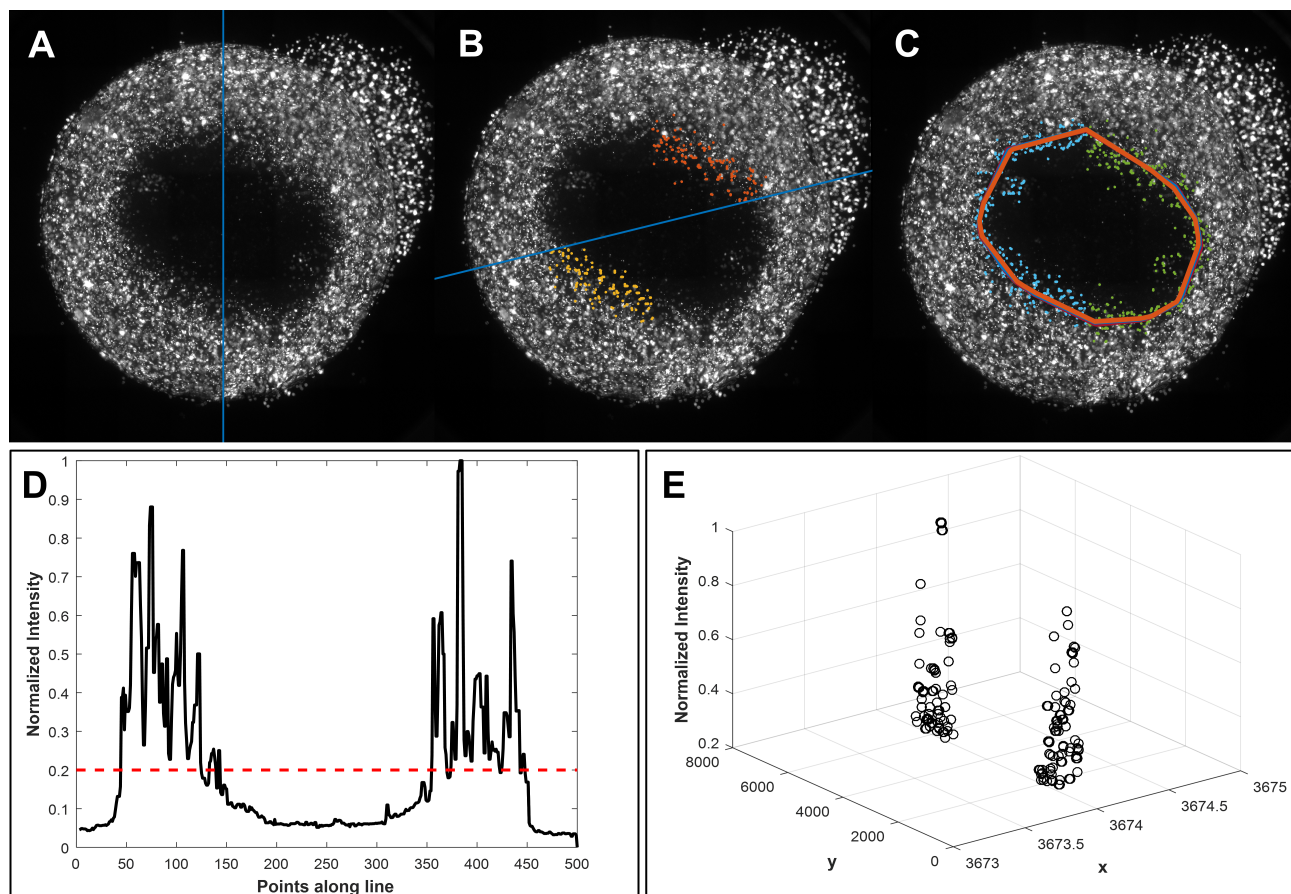 A
B
C
D
1
0.9
0.8
0.7
0.6
0.5
0.4
0.3
0.2
0.1
0
Normalized Intensity
0 50 100 150 200 250 300 350 400 450 500
Points along line
E
1
0.8
0.6
0.4
0.2
Normalized Intensity
8000
6000
4000
2000
0
y
3673
3673.5
3674
3674.5
3675
x